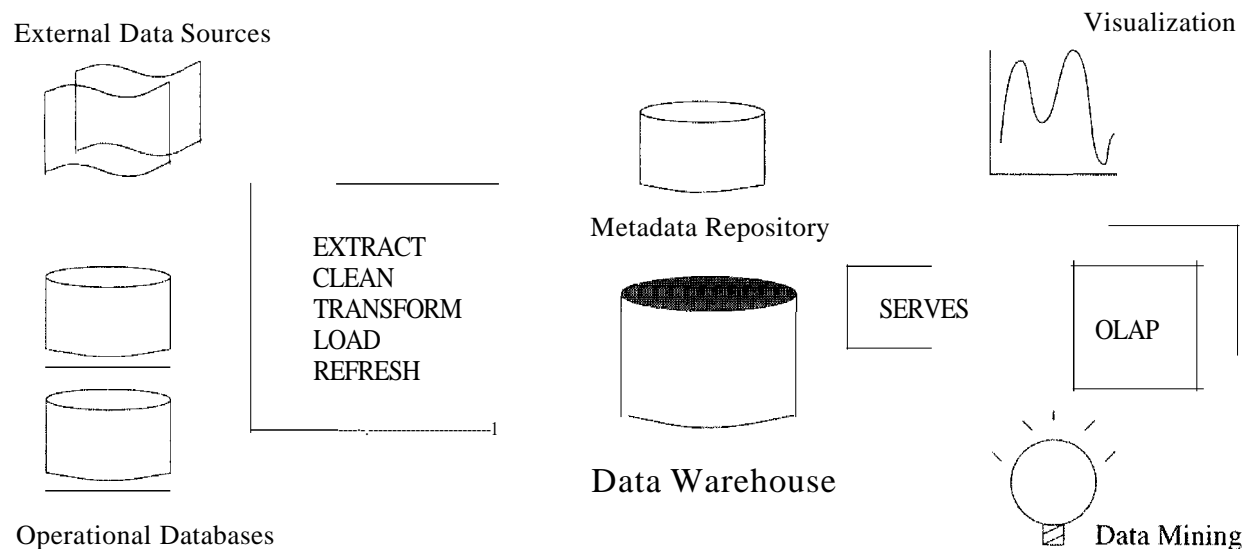 External Data Sources
Visualization
Metadata Repository
EXTRACT
CLEAN
TRANSFORM
LOAD
REFRESH
SERVES
OLAP
Data Warehouse
Operational Databases
Data Mining